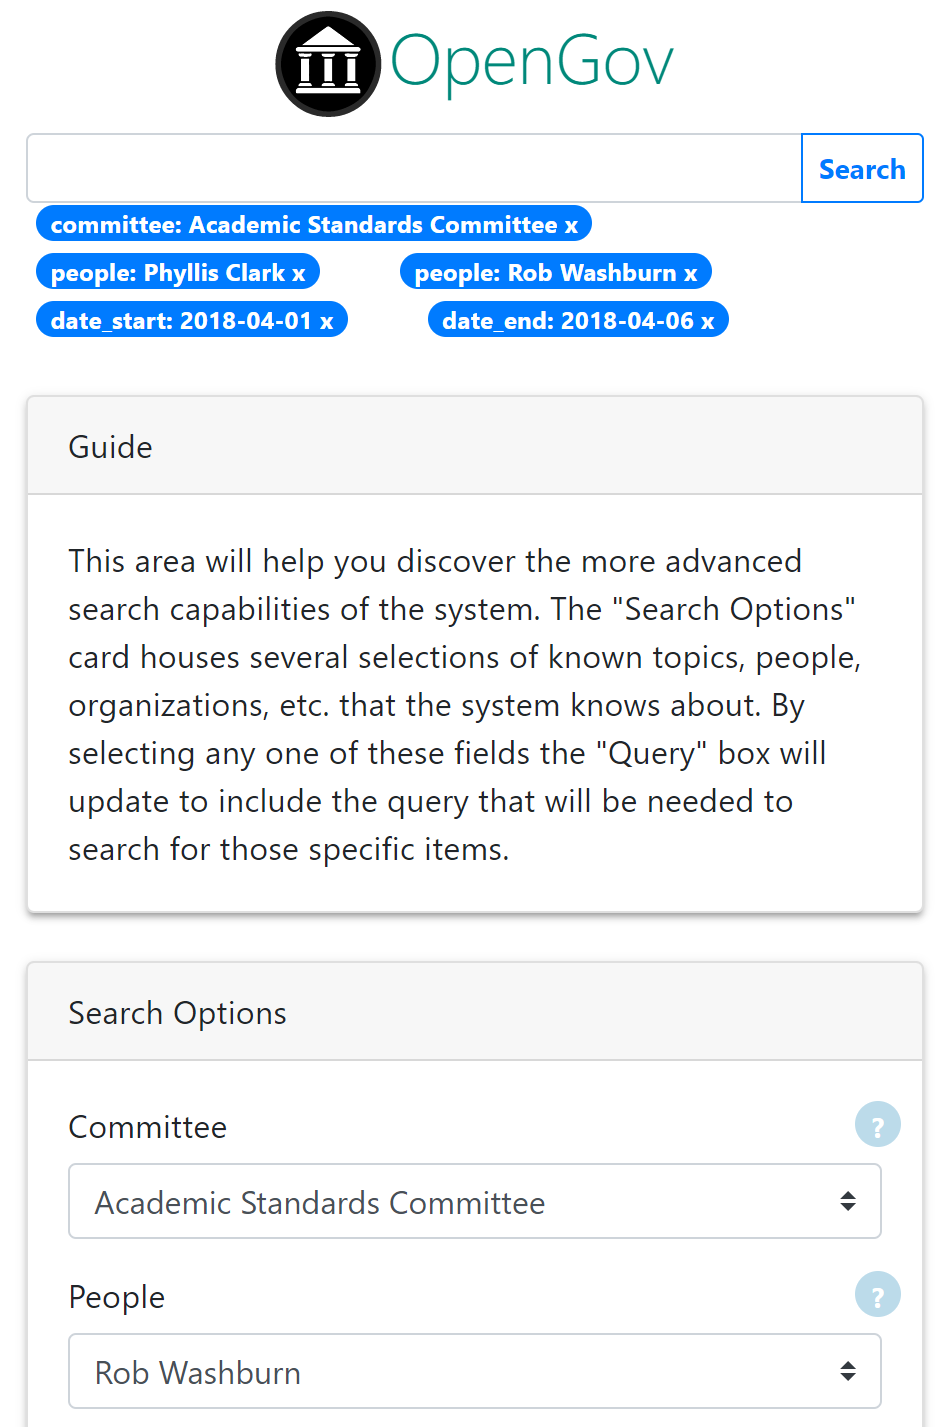 OpenGov
Search
committee: Academic Standards Committee x
people: Phyllis Clark x people: Rob Washburn x
date_start: 2018-04-01 x date_end: 2018-04-06 x
Guide
This area will help you discover the more advanced
search capabilities of the system. The "Search Options"
card houses several selections of known topics, people,
organizations, etc. that the system knows about. By
selecting any one of these fields the "Query" box will
update to include the query that will be needed to
search for those specific items.
Search Options
Committee ?
Academic Standards Committee
People ?
Rob Washburn